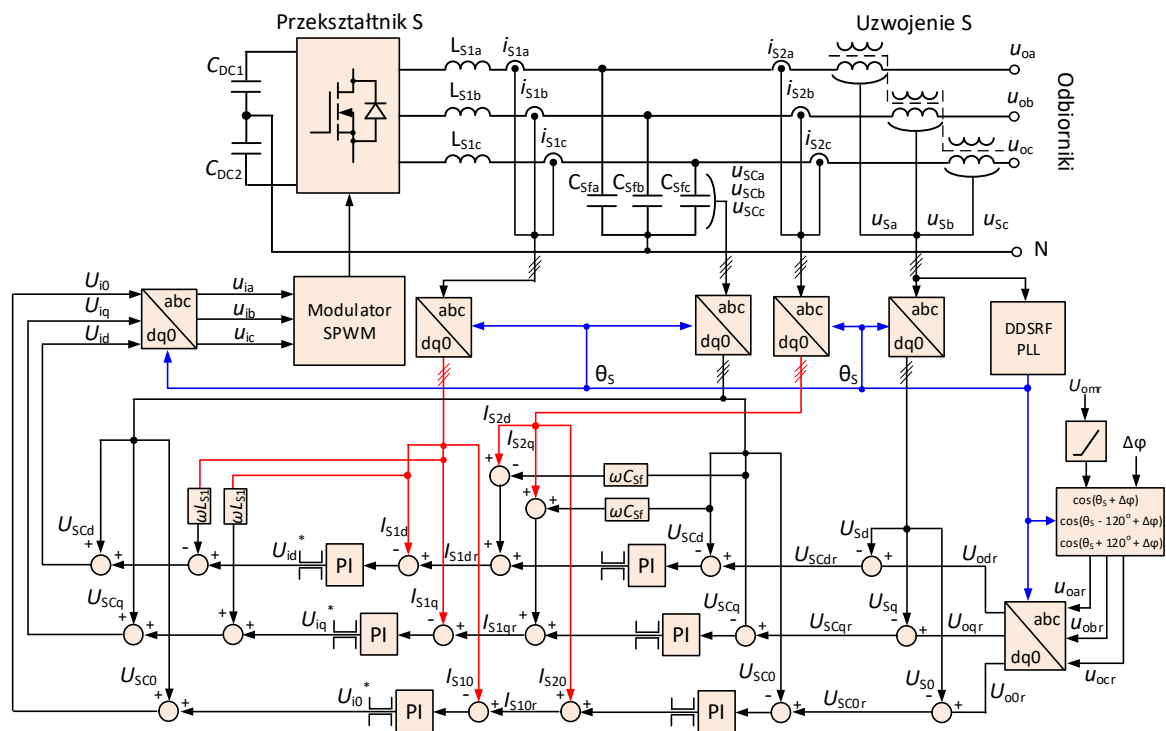 Przekształtnik S
Uzwojenie S
C_DC1
C_DC2
L_S1a
L_S1b
L_S1c
i_S1a
i_S1b
i_S1c
i_S2a
i_S2b
i_S2c
u_oa
u_ob
u_oc
Odbiorniki
C_Sfa
C_Sfb
C_Sfc
u_SCa
u_SCb
u_SCc
u_Sa
u_Sb
u_Sc
N
U_i0
U_iq
U_id
abc
dq0
u_ia
u_ib
u_ic
Modulator
SPWM
abc
dq0
abc
dq0
abc
dq0
abc
dq0
DDSRF
PLL
θ_S
θ_S
U_omr
Δφ
cos(θ_S + Δφ)
cos(θ_S - 120° + Δφ)
cos(θ_S + 120° + Δφ)
I_S2d
I_S2q
ωC_Sf
ωC_Sf
ωL_S1
ωL_S1
U_SCd
U_id*
PI
I_S1d
I_S1dr
PI
U_SCd
U_SCdr
U_Sd
U_odr
u_oar
u_obr
u_ocr
abc
dq0
U_SCq
U_iq*
PI
I_S1q
I_S1qr
PI
U_SCq
U_SCqr
U_Sq
U_oqr
U_SC0
U_i0*
PI
I_S10
I_S10r
I_S20
PI
U_SC0
U_SC0r
U_S0
U_o0r